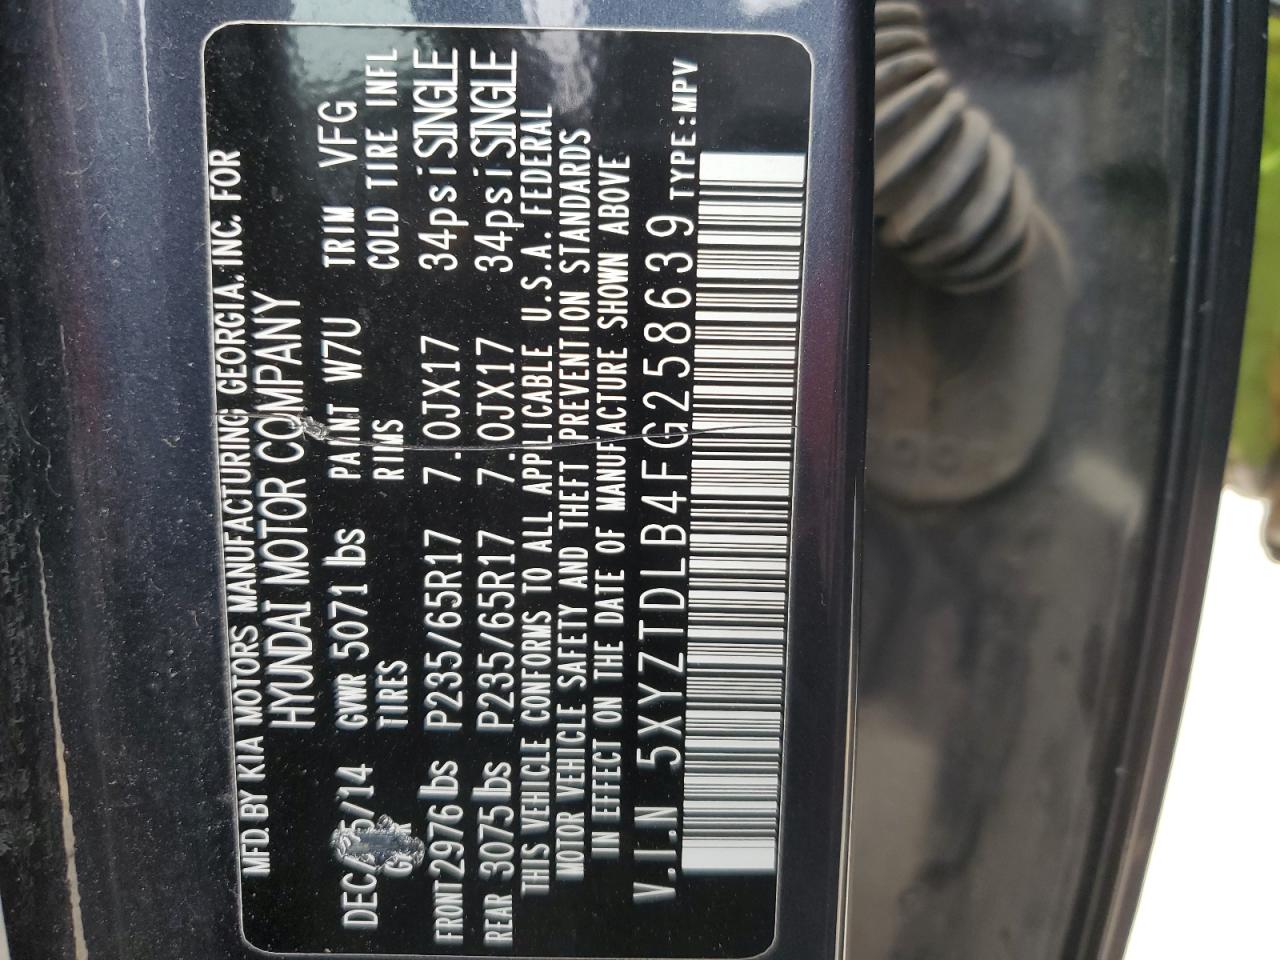 MFD. BY KIA MOTORS MANUFACTURING GEORGIA, INC. FOR
HYUNDAI MOTOR COMPANY
DEC/ 5/14 GVWR 5071 lbs PAINT W7U TRIM VFG
TIRES RIMS COLD TIRE INFL
FRONT 2976 lbs P235/65R17 7.0JX17 34psi SINGLE
REAR 3075 lbs P235/65R17 7.0JX17 34psi SINGLE
THIS VEHICLE CONFORMS TO ALL APPLICABLE U.S.A. FEDERAL
MOTOR VEHICLE SAFETY AND THEFT PREVENTION STANDARDS
IN EFFECT ON THE DATE OF MANUFACTURE SHOWN ABOVE
V.I.N 5XYZTDLB4FG258639 TYPE:MPV